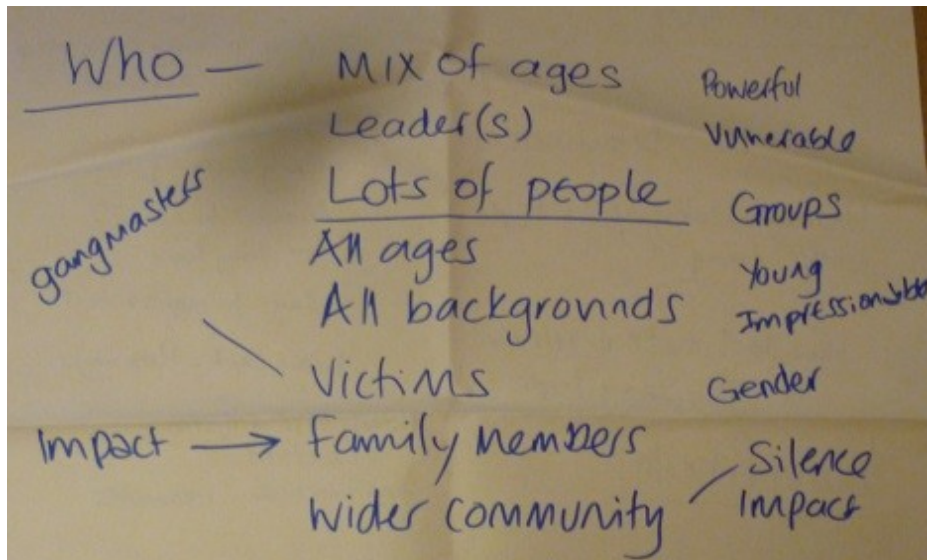 Who — Mix of ages
Leader(s)
Lots of people
All ages
All backgrounds
Victims
Family Members
Wider community
gangmasters
Impact →
Powerful
Vunerable
Groups
Young
Impressionable
Gender
Silence
Impact